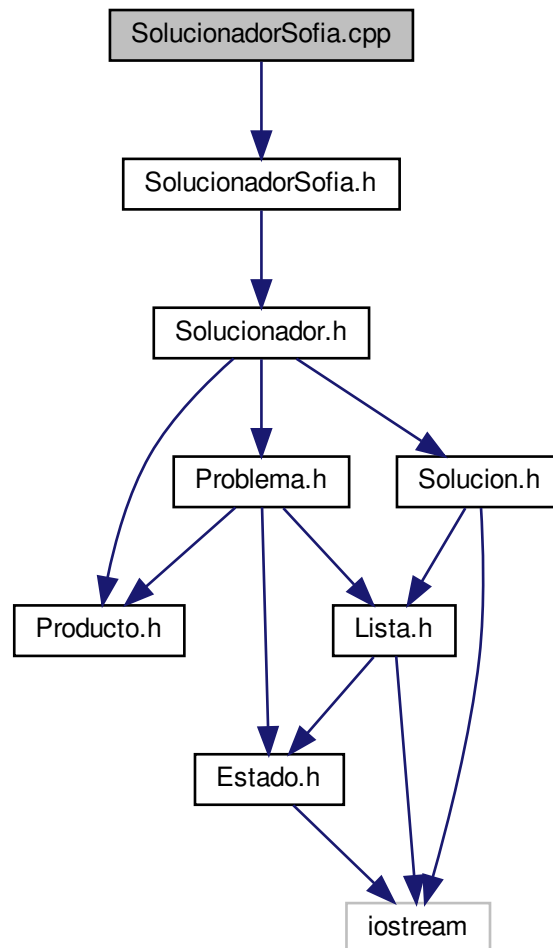 SolucionadorSofia.cpp
SolucionadorSofia.h
Solucionador.h
Problema.h
Solucion.h
Producto.h
Lista.h
Estado.h
iostream